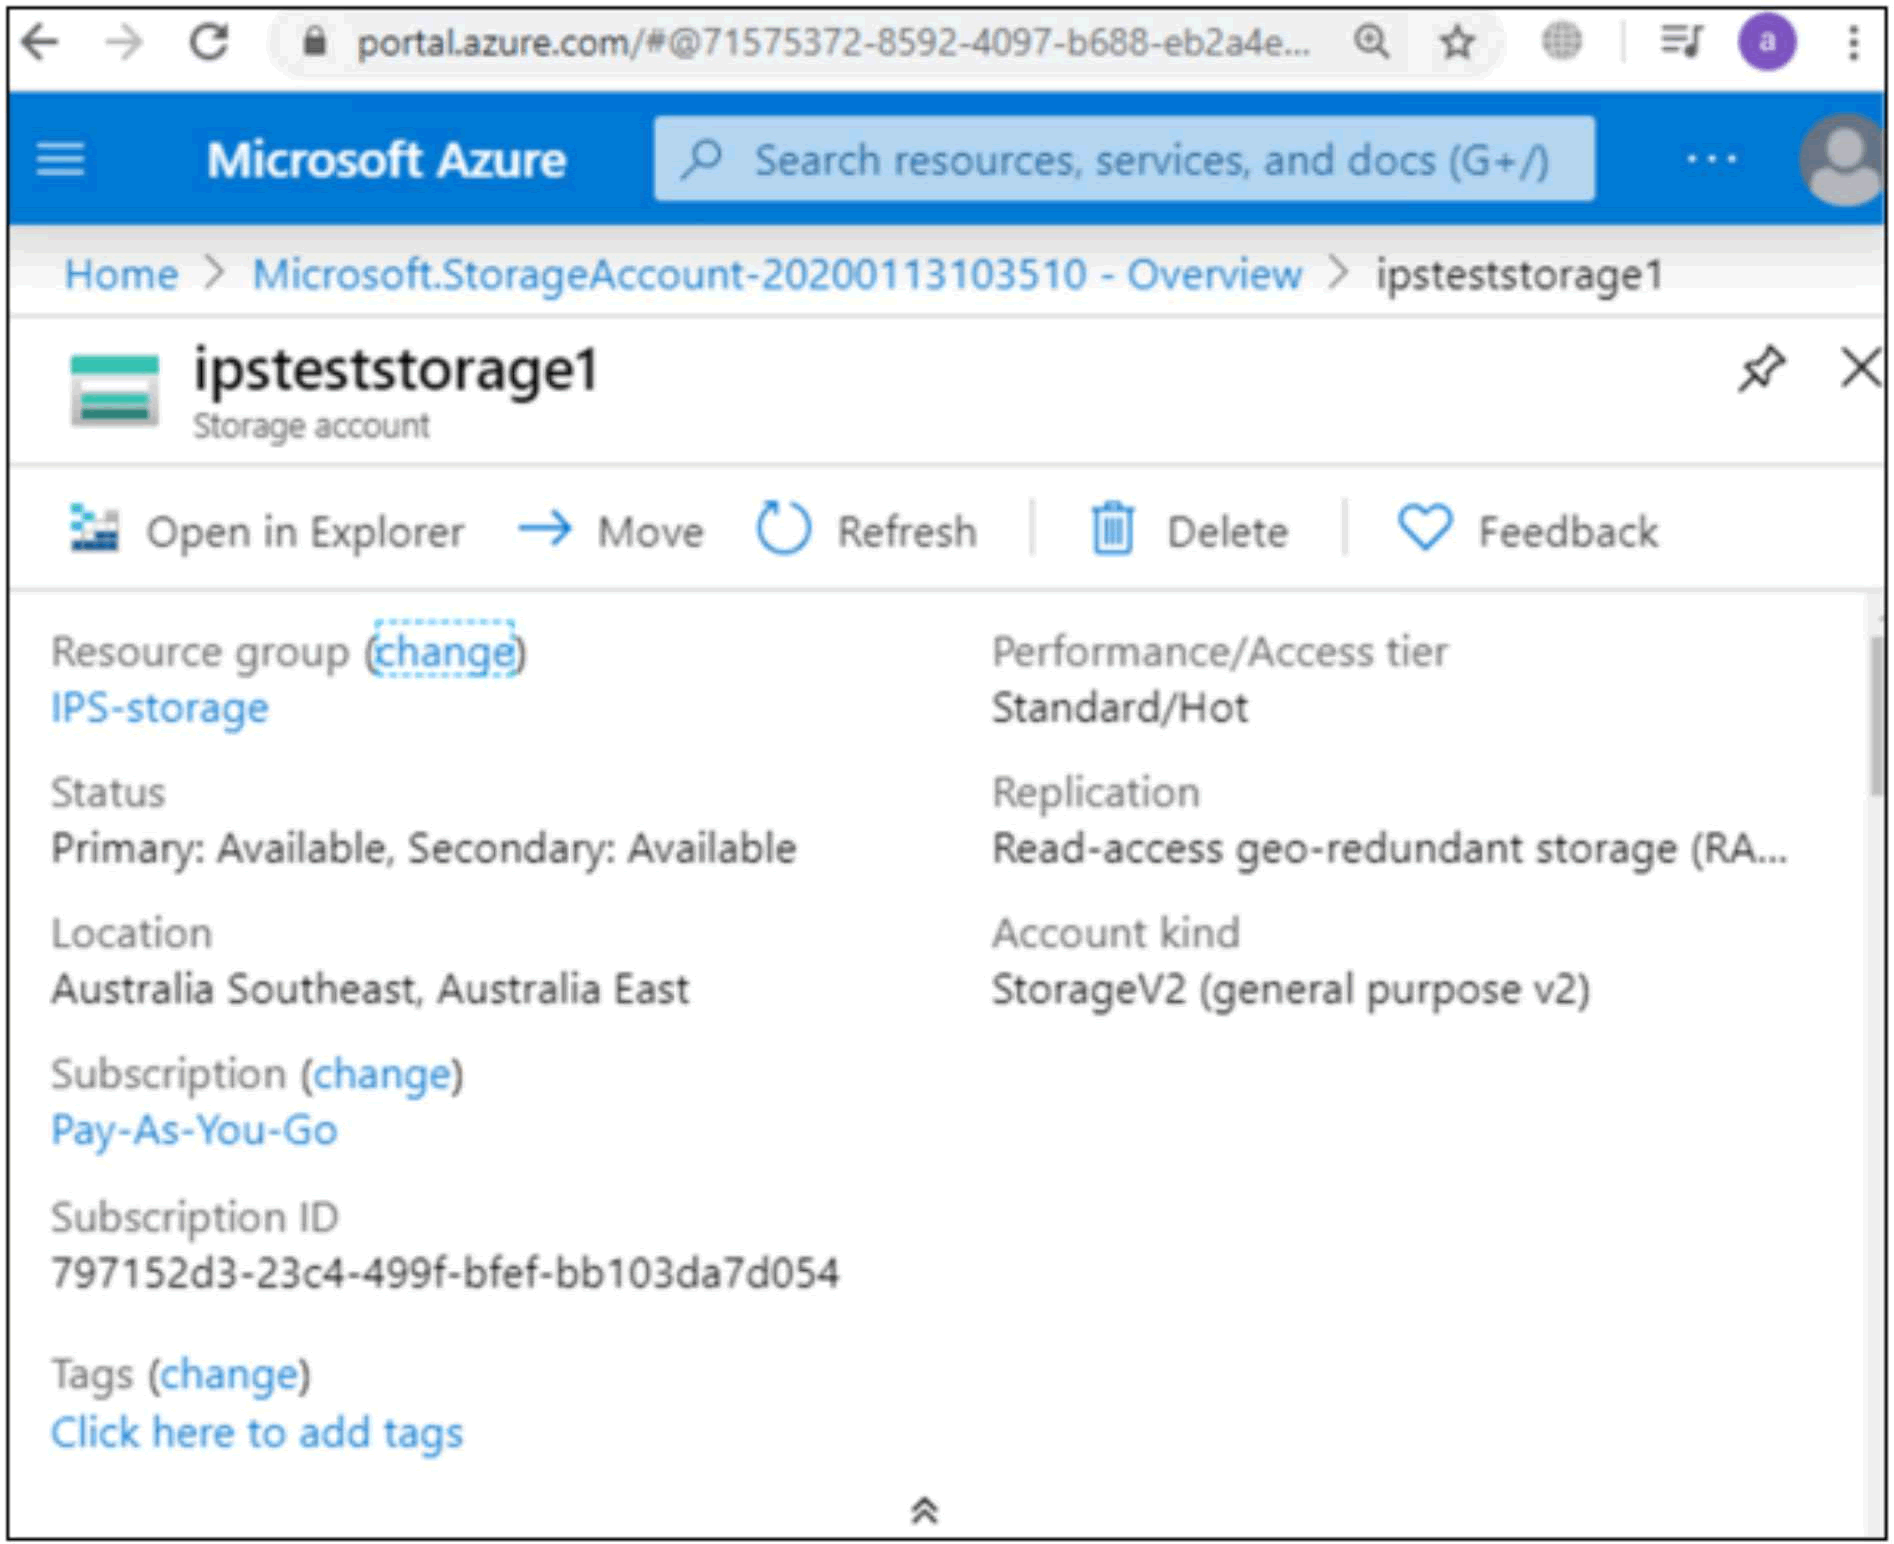 portal.azure.com/#@71575372-8592-4097-b688-eb2a4e...
a
Microsoft Azure
Search resources, services, and docs (G+/)
...
Home > Microsoft.StorageAccount-20200113103510 - Overview > ipsteststorage1
ipsteststorage1
Storage account
Open in Explorer
Move
Refresh
Delete
Feedback
Resource group (change)
IPS-storage
Status
Primary: Available, Secondary: Available
Location
Australia Southeast, Australia East
Subscription (change)
Pay-As-You-Go
Subscription ID
797152d3-23c4-499f-bfef-bb103da7d054
Tags (change)
Click here to add tags
Performance/Access tier
Standard/Hot
Replication
Read-access geo-redundant storage (RA...
Account kind
StorageV2 (general purpose v2)